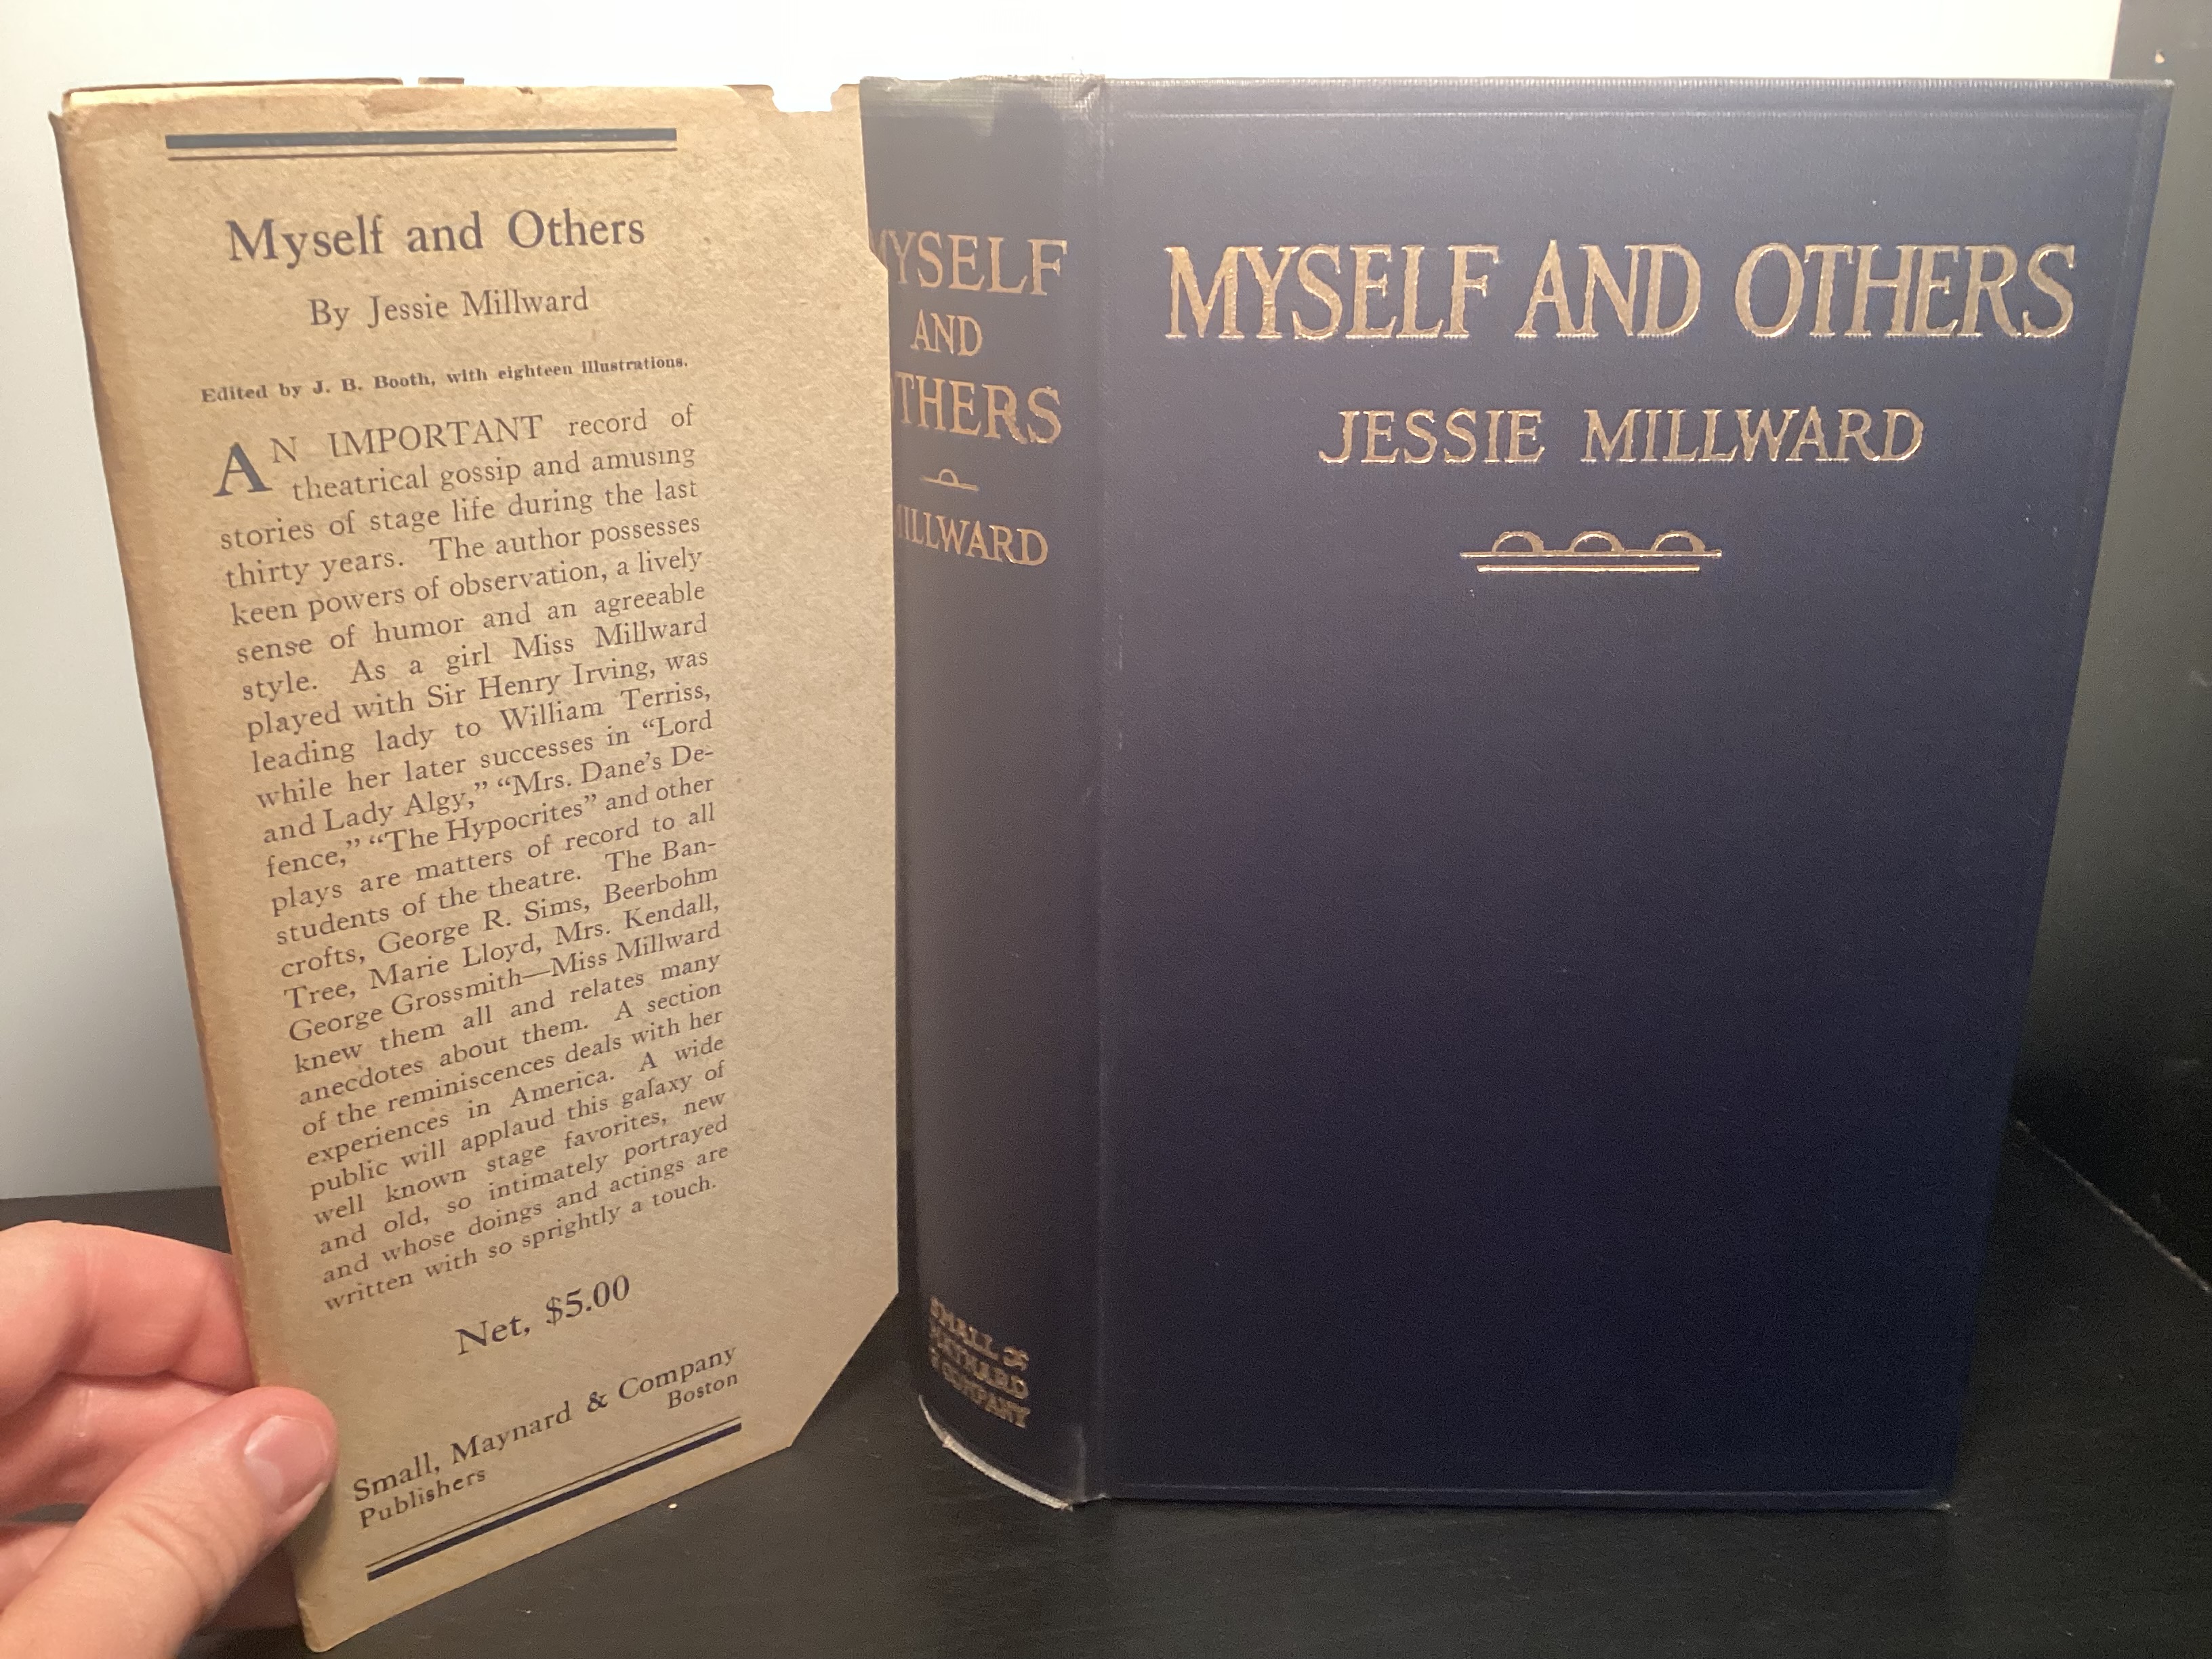 Myself and Others
By Jessie Millward
Edited by J. B. Booth, with eighteen illustrations.
AN IMPORTANT record of
theatrical gossip and amusing
stories of stage life during the last
thirty years. The author possesses
keen powers of observation, a lively
sense of humor and an agreeable
style. As a girl Miss Millward
played with Sir Henry Irving, was
leading lady to William Terriss,
while her later successes in “Lord
and Lady Algy,” “Mrs. Dane’s De-
fence,” “The Hypocrites” and other
plays are matters of record to all
students of the theatre. The Ban-
crofts, George R. Sims, Beerbohm
Tree, Marie Lloyd, Mrs. Kendall,
George Grossmith—Miss Millward
knew them all and relates many
anecdotes about them. A section
of the reminiscences deals with her
experiences in America. A wide
public will applaud this galaxy of
well known stage favorites, new
and old, so intimately portrayed
and whose doings and actings are
written with so sprightly a touch.
Net, $5.00
Small, Maynard & Company
Publishers Boston
MYSELF
AND
OTHERS
MILLWARD
SMALL
MAYNARD
& COMPANY
MYSELF AND OTHERS
JESSIE MILLWARD